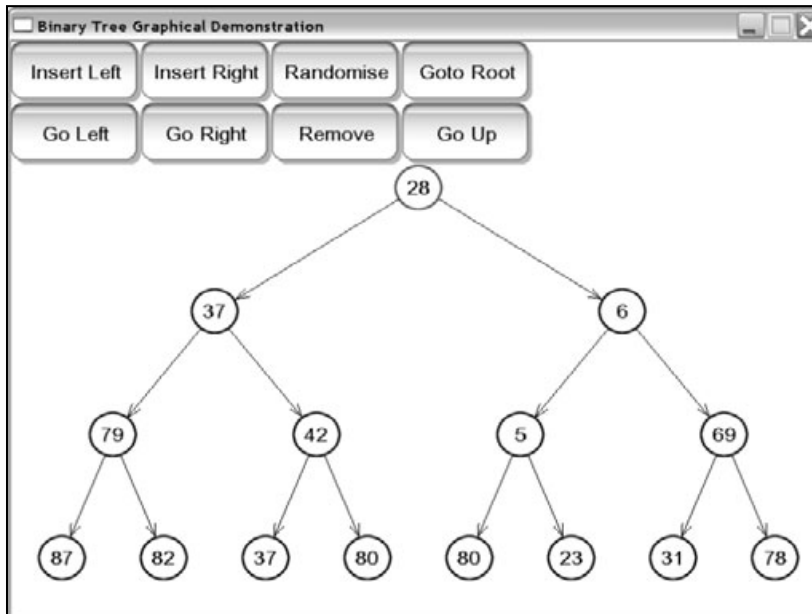 Binary Tree Graphical Demonstration
Insert Left Insert Right Randomise Goto Root
Go Left Go Right Remove Go Up
28
37 6
79 42 5 69
87 82 37 80 80 23 31 78